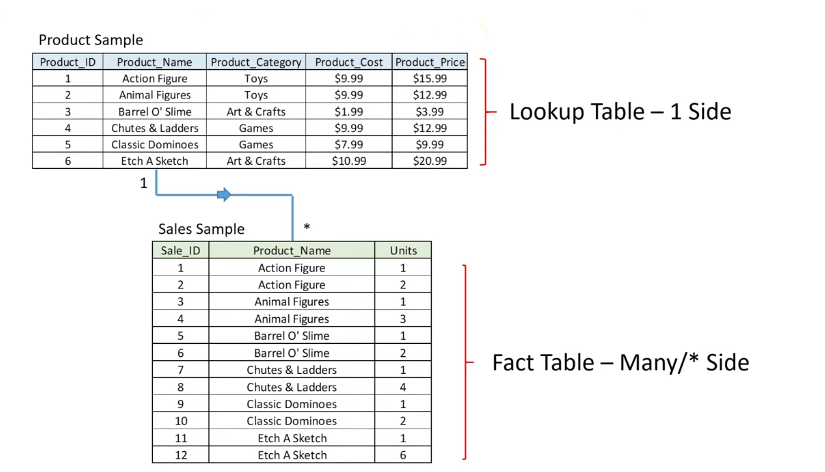 Product Sample
Product_ID Product_Name Product_Category Product_Cost Product_Price
1 Action Figure Toys $9.99 $15.99
2 Animal Figures Toys $9.99 $12.99
3 Barrel O' Slime Art & Crafts $1.99 $3.99
4 Chutes & Ladders Games $9.99 $12.99
5 Classic Dominoes Games $7.99 $9.99
6 Etch A Sketch Art & Crafts $10.99 $20.99
Lookup Table – 1 Side
1
Sales Sample *
Sale_ID Product_Name Units
1 Action Figure 1
2 Action Figure 2
3 Animal Figures 1
4 Animal Figures 3
5 Barrel O' Slime 1
6 Barrel O' Slime 2
7 Chutes & Ladders 1
8 Chutes & Ladders 4
9 Classic Dominoes 1
10 Classic Dominoes 2
11 Etch A Sketch 1
12 Etch A Sketch 6
Fact Table – Many/* Side